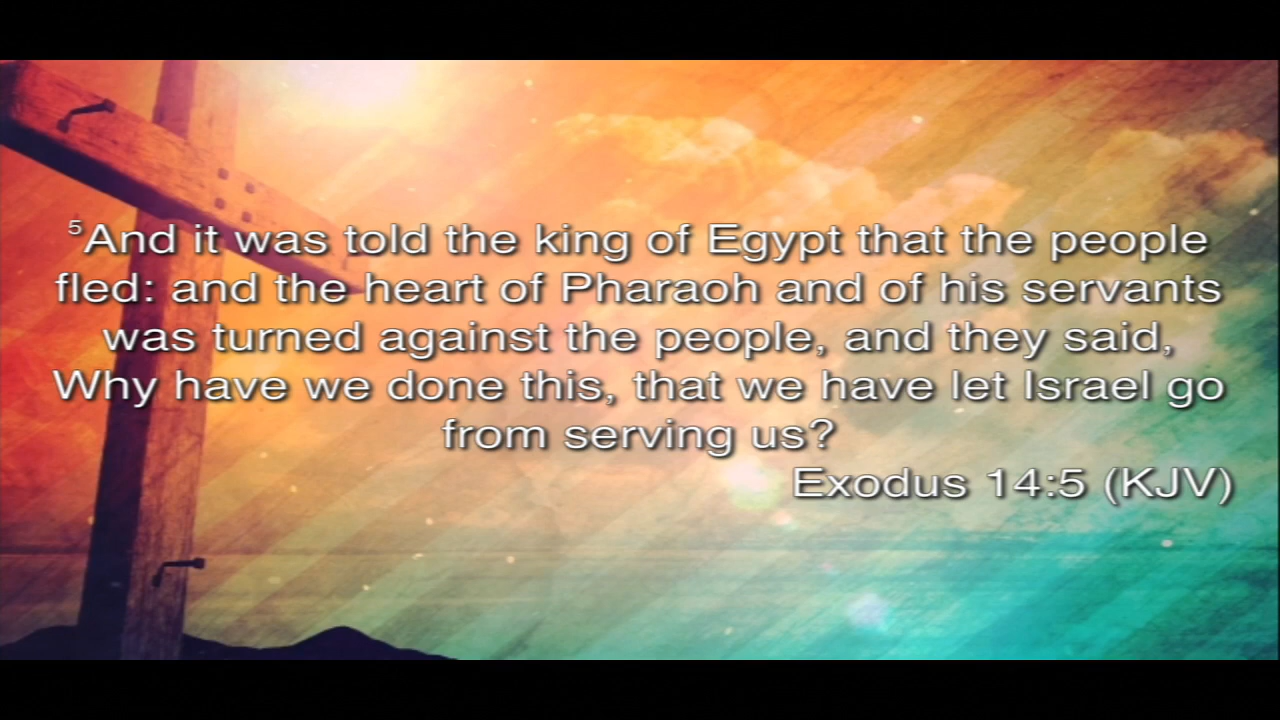 ⁵And it was told the king of Egypt that the people
fled: and the heart of Pharaoh and of his servants
was turned against the people, and they said,
Why have we done this, that we have let Israel go
from serving us?
Exodus 14:5 (KJV)